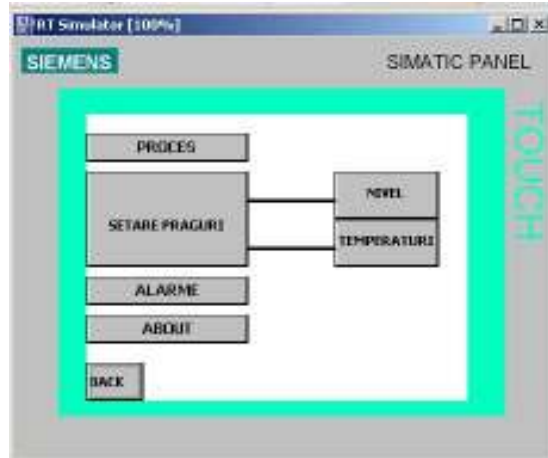 RT Simulator [100%]
SIEMENS
SIMATIC PANEL
TOUCH
PROCES
SETARE PRAGURI
NIVEL
TEMPERATURI
ALARME
ABOUT
BACK